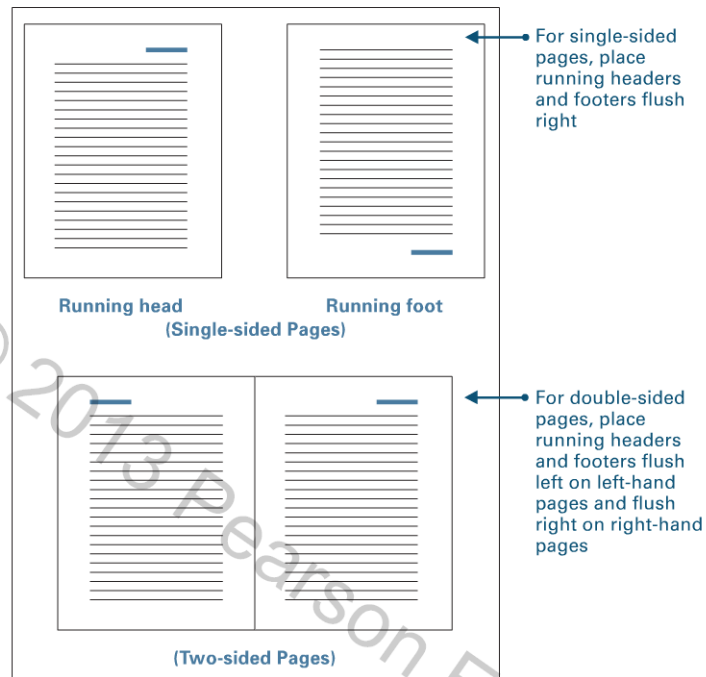 For single-sided
pages, place
running headers
and footers flush
right
Running head
Running foot
(Single-sided Pages)
For double-sided
pages, place
running headers
and footers flush
left on left-hand
pages and flush
right on right-hand
pages
(Two-sided Pages)
© 2013 Pearson